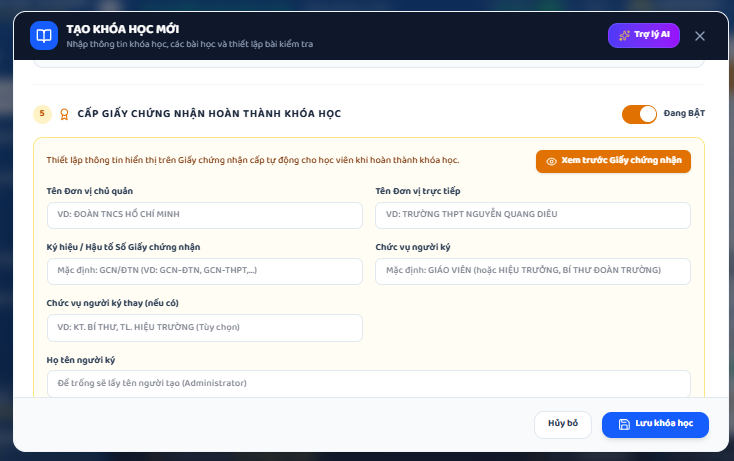 TẠO KHÓA HỌC MỚI
Nhập thông tin khóa học, các bài học và thiết lập bài kiểm tra
Trợ lý AI
5
CẤP GIẤY CHỨNG NHẬN HOÀN THÀNH KHÓA HỌC
Đang BẬT
Thiết lập thông tin hiển thị trên Giấy chứng nhận cấp tự động cho học viên khi hoàn thành khóa học.
Xem trước Giấy chứng nhận
Tên Đơn vị chủ quản
Tên Đơn vị trực tiếp
VD: ĐOÀN TNCS HỒ CHÍ MINH
VD: TRƯỜNG THPT NGUYỄN QUANG DIÊU
Ký hiệu / Hậu tố Số Giấy chứng nhận
Chức vụ người ký
Mặc định: GCN/ĐTN (VD: GCN-ĐTN, GCN-THPT,...)
Mặc định: GIÁO VIÊN (hoặc HIỆU TRƯỞNG, BÍ THƯ ĐOÀN TRƯỜNG)
Chức vụ người ký thay (nếu có)
VD: KT. BÍ THƯ, TL. HIỆU TRƯỞNG (Tùy chọn)
Họ tên người ký
Để trống sẽ lấy tên người tạo (Administrator)
Hủy bỏ
Lưu khóa học